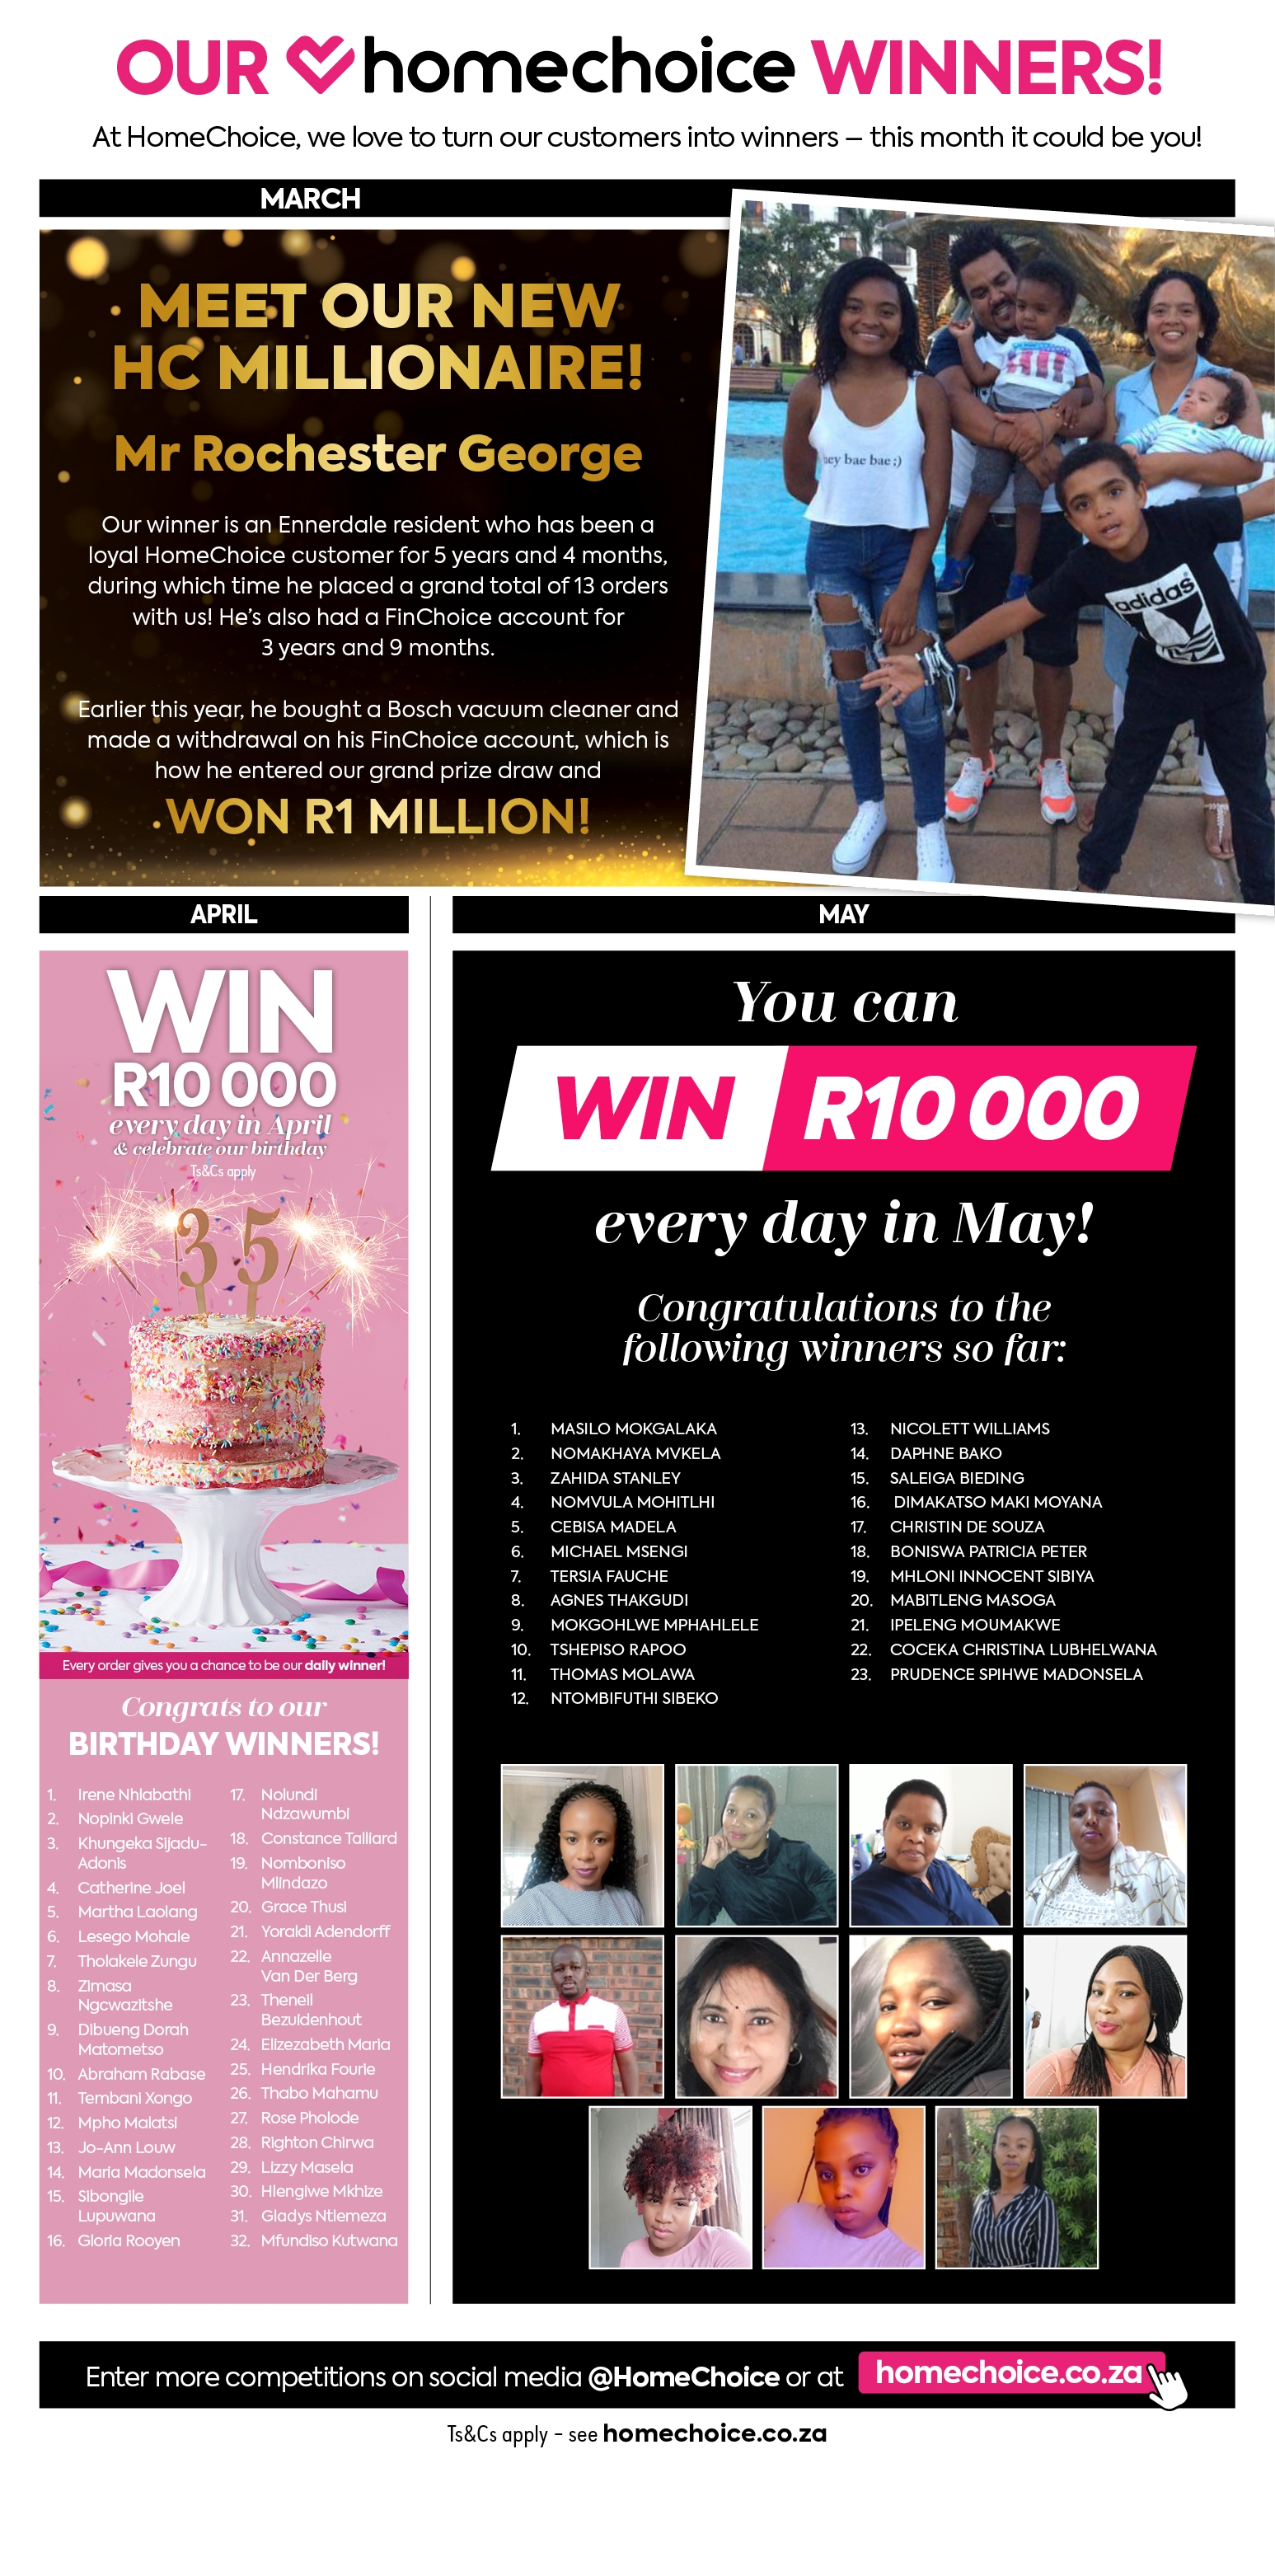 OUR homechoice WINNERS!
At HomeChoice, we love to turn our customers into winners – this month it could be you!
MARCH
MEET OUR NEW
HC MILLIONAIRE!
Mr Rochester George
Our winner is an Ennerdale resident who has been a
loyal HomeChoice customer for 5 years and 4 months,
during which time he placed a grand total of 13 orders
with us! He's also had a FinChoice account for
3 years and 9 months.
Earlier this year, he bought a Bosch vacuum cleaner and
made a withdrawal on his FinChoice account, which is
how he entered our grand prize draw and
WON R1 MILLION!
hey bae bae ;)
adidas
APRIL
WIN
R10 000
every day in April
& celebrate our birthday
Ts&Cs apply
35
Every order gives you a chance to be our daily winner!
Congrats to our
BIRTHDAY WINNERS!
1. Irene Nhlabathi
2. Nopinki Gwele
3. Khungeka Sijadu-
Adonis
4. Catherine Joel
5. Martha Laolang
6. Lesego Mohale
7. Tholakele Zungu
8. Zimasa
Ngcwazitshe
9. Dibueng Dorah
Matometso
10. Abraham Rabase
11. Tembani Xongo
12. Mpho Malatsi
13. Jo-Ann Louw
14. Maria Madonsela
15. Sibongile
Lupuwana
16. Gloria Rooyen
17. Nolundi
Ndzawumbi
18. Constance Talliard
19. Nomboniso
Mlindazo
20. Grace Thusi
21. Yoraldi Adendorff
22. Annazelle
Van Der Berg
23. Theneil
Bezuidenhout
24. Elizezabeth Maria
25. Hendrika Fourie
26. Thabo Mahamu
27. Rose Pholode
28. Righton Chirwa
29. Lizzy Masela
30. Hlengiwe Mkhize
31. Gladys Ntlemeza
32. Mfundiso Kutwana
MAY
You can
WIN R10 000
every day in May!
Congratulations to the
following winners so far:
1. MASILO MOKGALAKA
2. NOMAKHAYA MVKELA
3. ZAHIDA STANLEY
4. NOMVULA MOHITLHI
5. CEBISA MADELA
6. MICHAEL MSENGI
7. TERSIA FAUCHE
8. AGNES THAKGUDI
9. MOKGOHLWE MPHAHLELE
10. TSHEPISO RAPOO
11. THOMAS MOLAWA
12. NTOMBIFUTHI SIBEKO
13. NICOLETT WILLIAMS
14. DAPHNE BAKO
15. SALEIGA BIEDING
16. DIMAKATSO MAKI MOYANA
17. CHRISTIN DE SOUZA
18. BONISWA PATRICIA PETER
19. MHLONI INNOCENT SIBIYA
20. MABITLENG MASOGA
21. IPELENG MOUMAKWE
22. COCEKA CHRISTINA LUBHELWANA
23. PRUDENCE SPIHWE MADONSELA
Enter more competitions on social media @HomeChoice or at homechoice.co.za
Ts&Cs apply – see homechoice.co.za